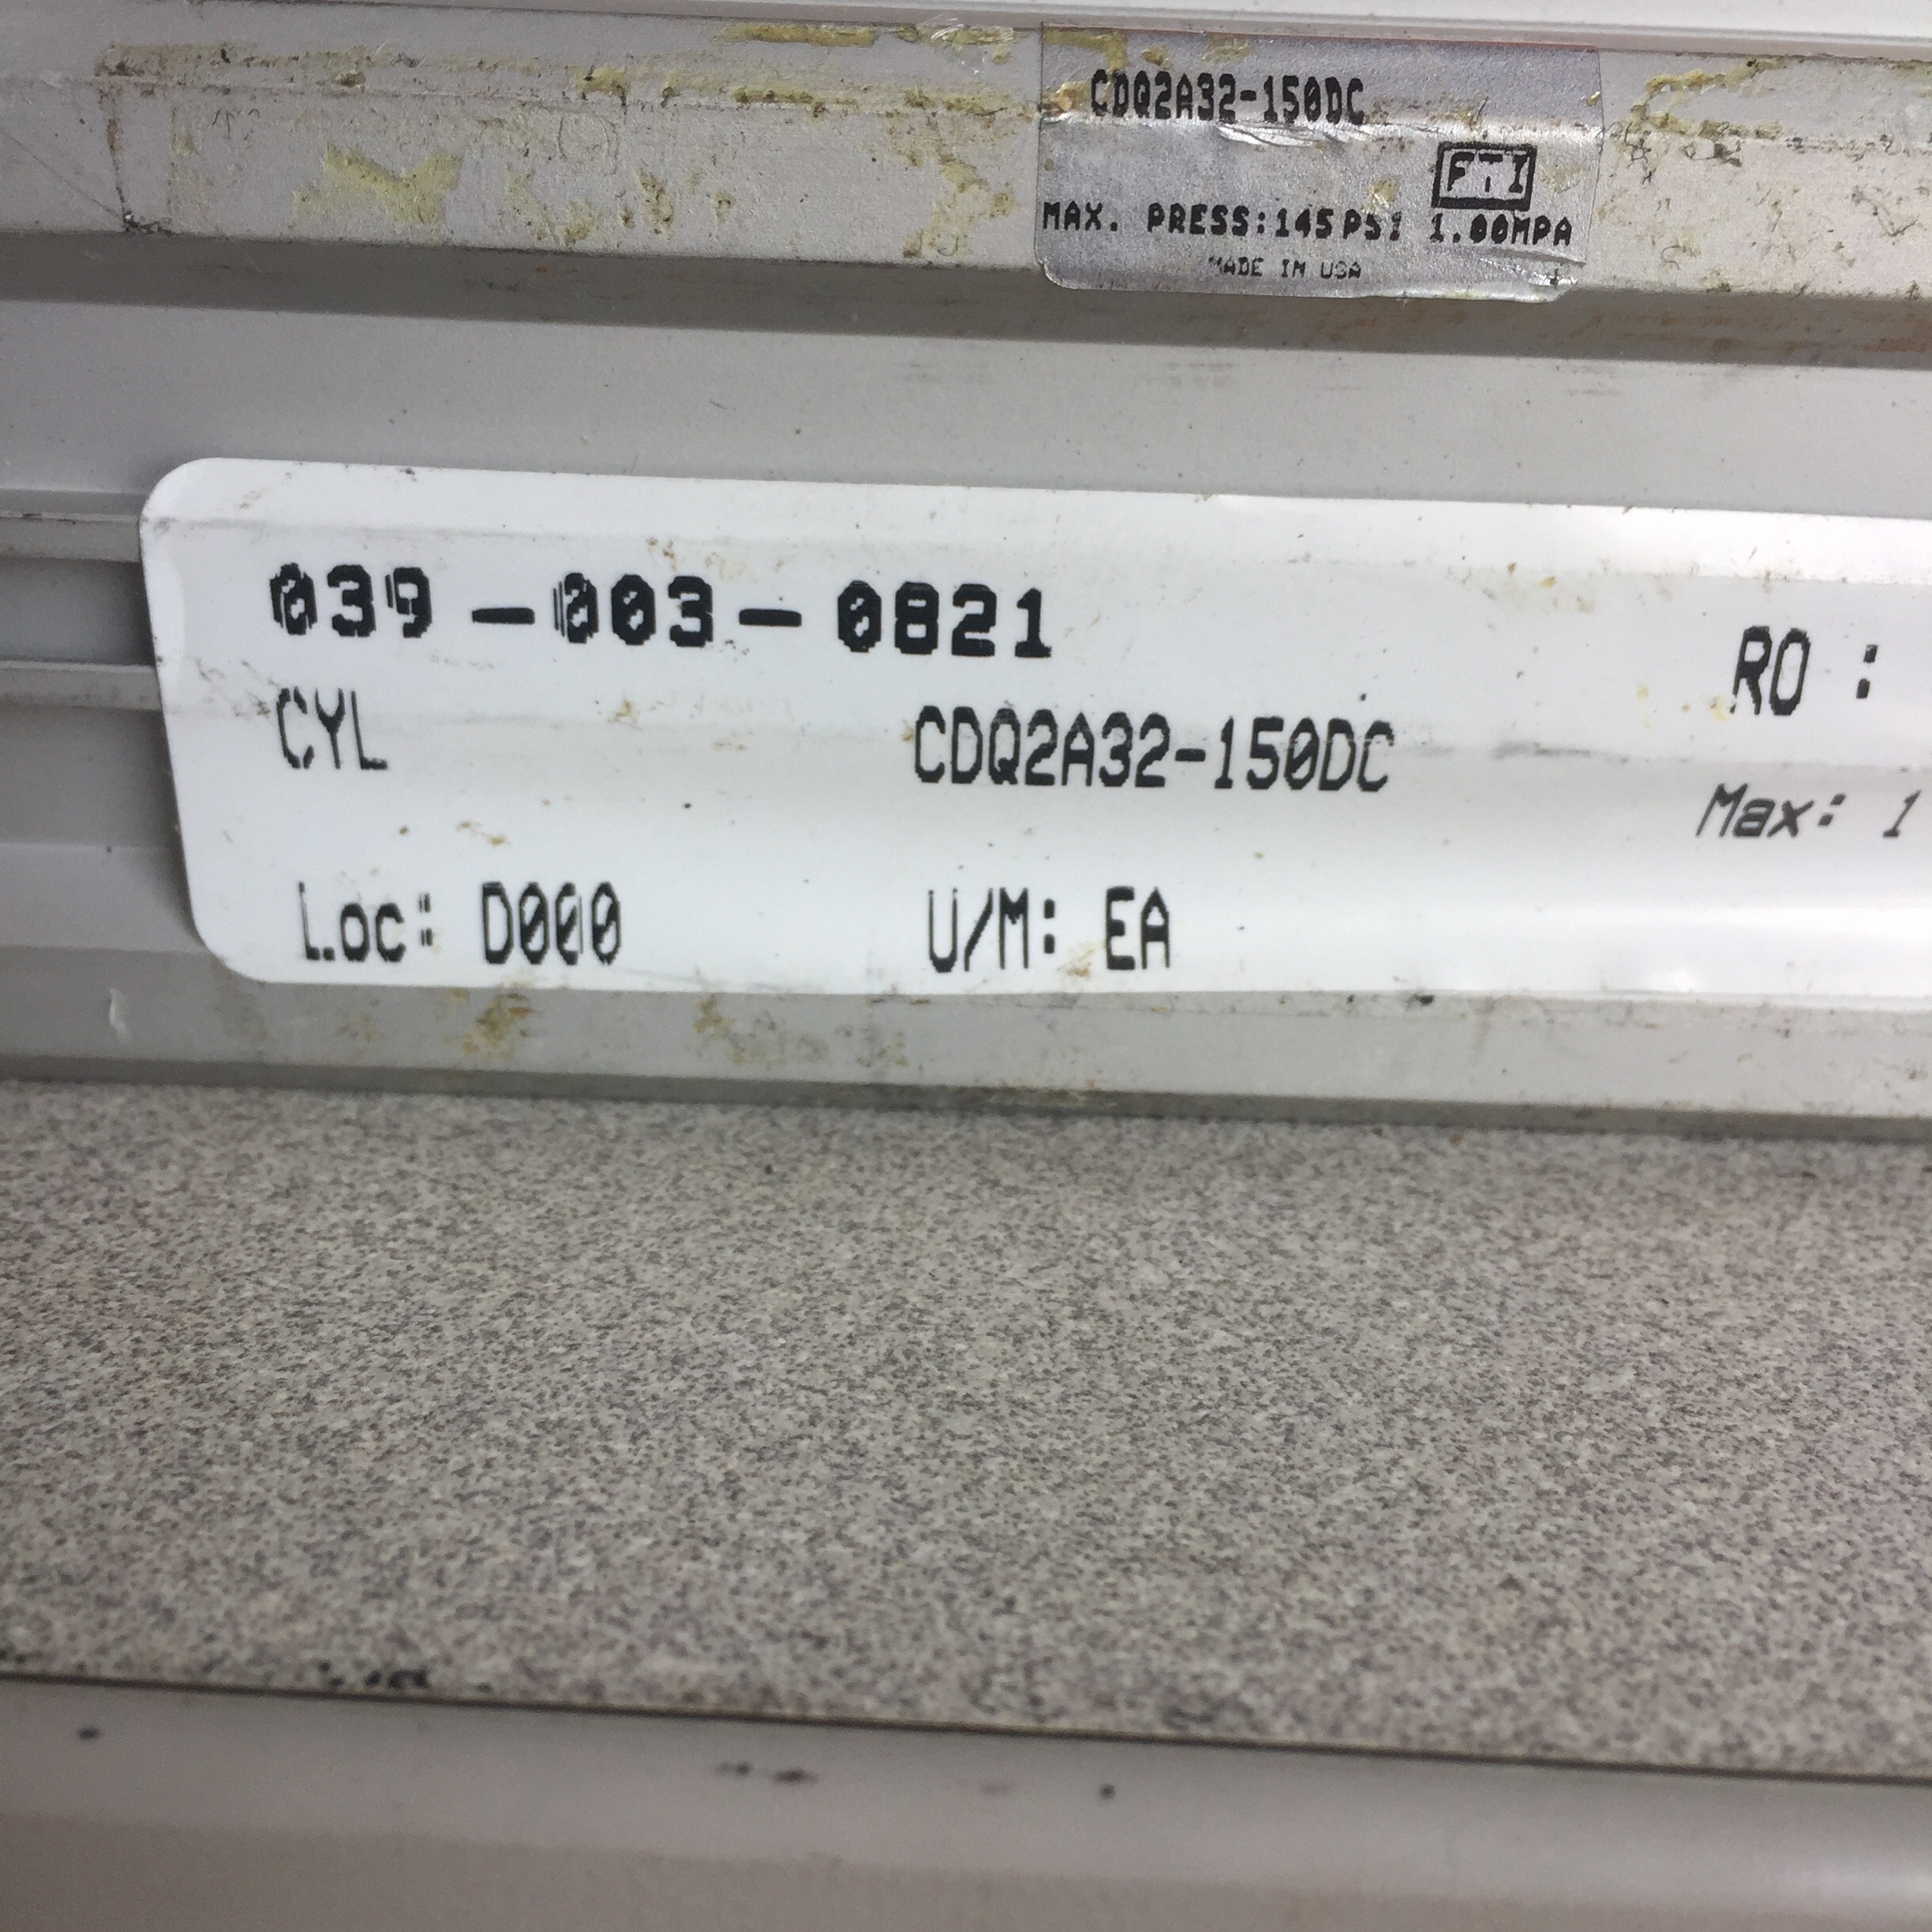 CDQ2A32-150DC
FTI
MAX. PRESS:145PSI 1.00MPA
MADE IN USA
039-003-0821
RO :
CYL CDQ2A32-150DC
Max: 1
Loc: D000 U/M: EA